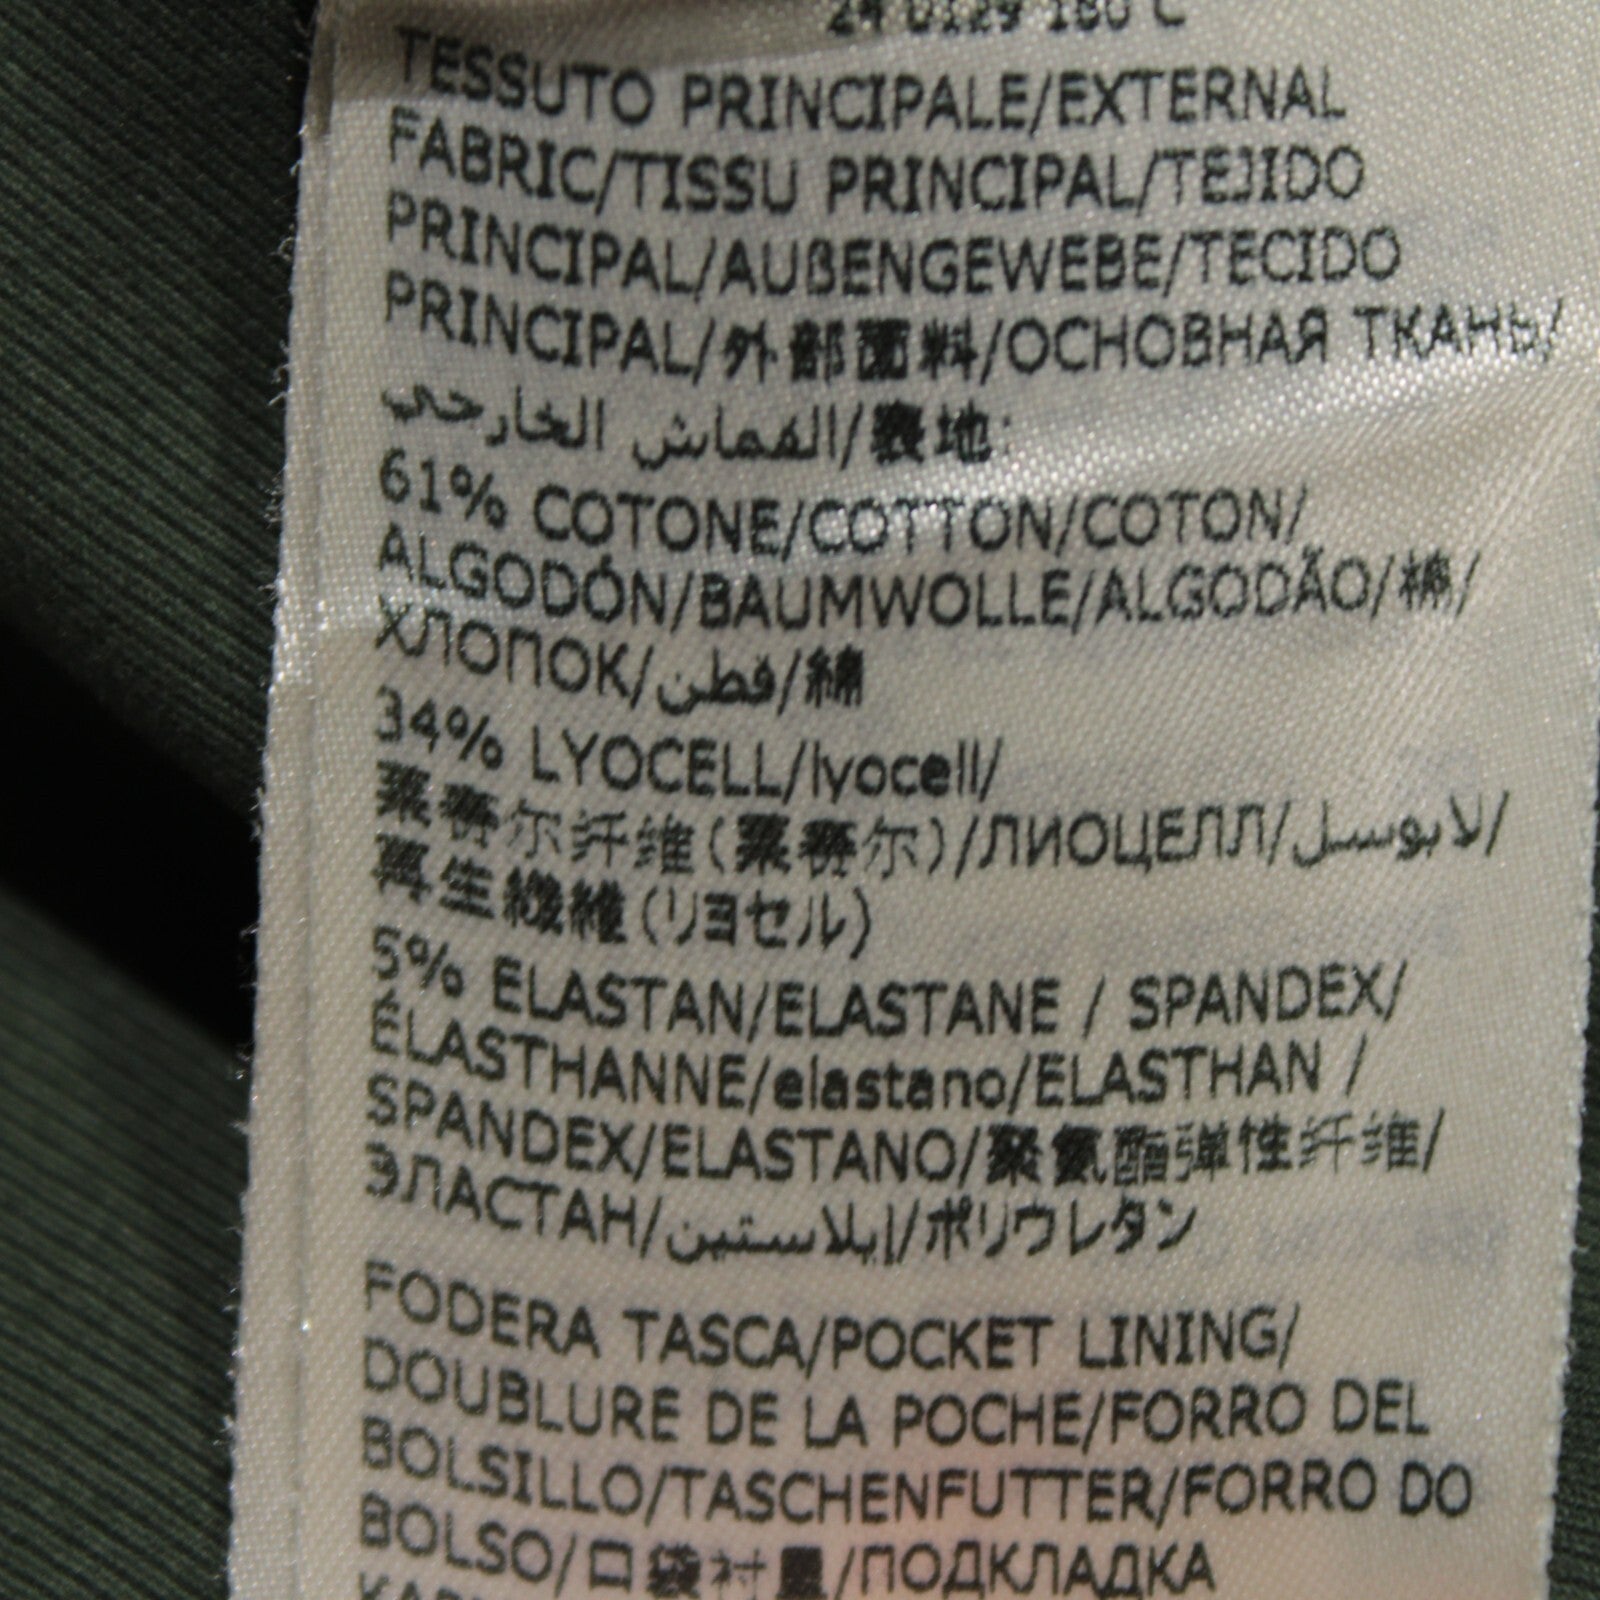 TESSUTO PRINCIPALE/EXTERNAL
FABRIC/TISSU PRINCIPAL/TEJIDO
PRINCIPAL/AUßENGEWEBE/TECIDO
PRINCIPAL/外部面料/ОСНОВНАЯ ТКАНЬ/
القماش الخارجي/表地:
61% COTONE/COTTON/COTON/
ALGODÓN/BAUMWOLLE/ALGODÃO/棉/
ХЛОПОК/قطن/綿
34% LYOCELL/lyocell/
莱赛尔纤维(莱赛尔)/ЛИОЦЕЛЛ/لايوسل/
再生繊維(リヨセル)
5% ELASTAN/ELASTANE / SPANDEX/
ÉLASTHANNE/elastano/ELASTHAN /
SPANDEX/ELASTANO/聚氨酯弹性纤维/
ЭЛАСТАН/إيلاستين/ポリウレタン
FODERA TASCA/POCKET LINING/
DOUBLURE DE LA POCHE/FORRO DEL
BOLSILLO/TASCHENFUTTER/FORRO DO
BOLSO/口袋衬里/ПОДКЛАДКА